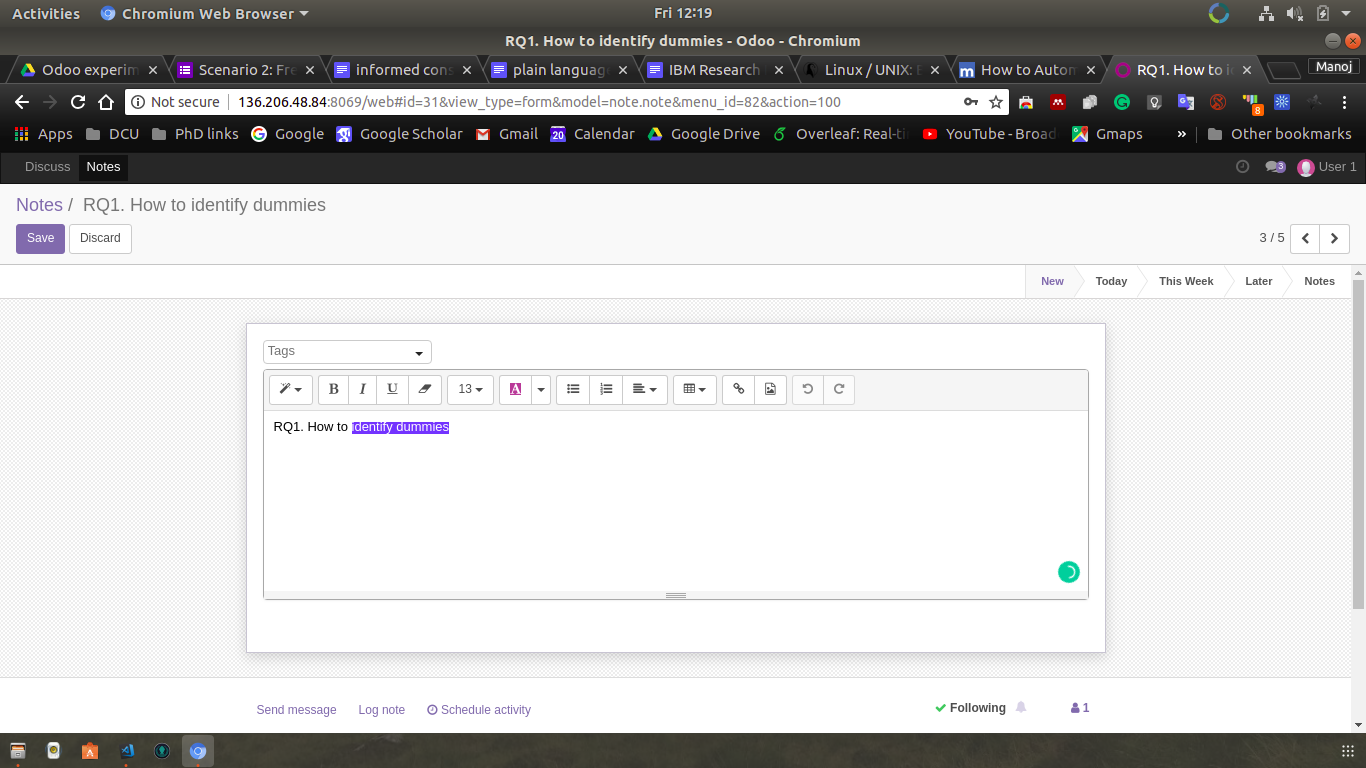 Activities Chromium Web Browser Fri 12:19
RQ1. How to identify dummies - Odoo - Chromium
Odoo experim Scenario 2: Fre informed cons plain language IBM Research Linux / UNIX: How to Autom RQ1. How to i Manoj
Not secure 136.206.48.84:8069/web#id=31&view_type=form&model=note.note&menu_id=82&action=100 8
Apps DCU PhD links Google Google Scholar Gmail 20 Calendar Google Drive Overleaf: Real-ti YouTube - Broad Gmaps » Other bookmarks
Discuss Notes 3 User 1
Notes / RQ1. How to identify dummies
Save Discard 3 / 5
New Today This Week Later Notes
Tags
B I U 13 A
RQ1. How to identify dummies
Send message Log note Schedule activity Following 1